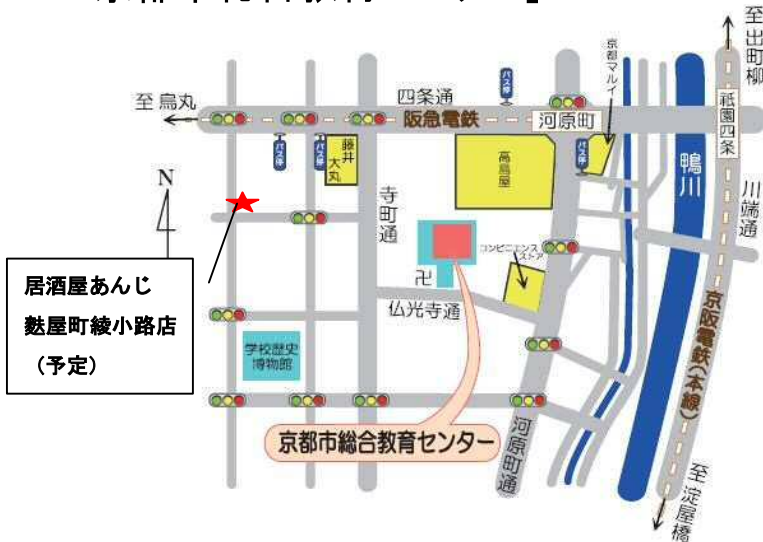 至出町柳
京都マルイ
バス停
四条通
至烏丸
阪急電鉄
河原町
祇園四条
バス停
バス停
藤井
大丸
高島屋
バス停
鴨川
川端通
N
寺町通
コンビニエンス
ストア
卍
仏光寺通
居酒屋あんじ
麩屋町綾小路店
（予定）
学校歴史
博物館
京阪電鉄(本線)
京都市総合教育センター
河原町通
至淀屋橋